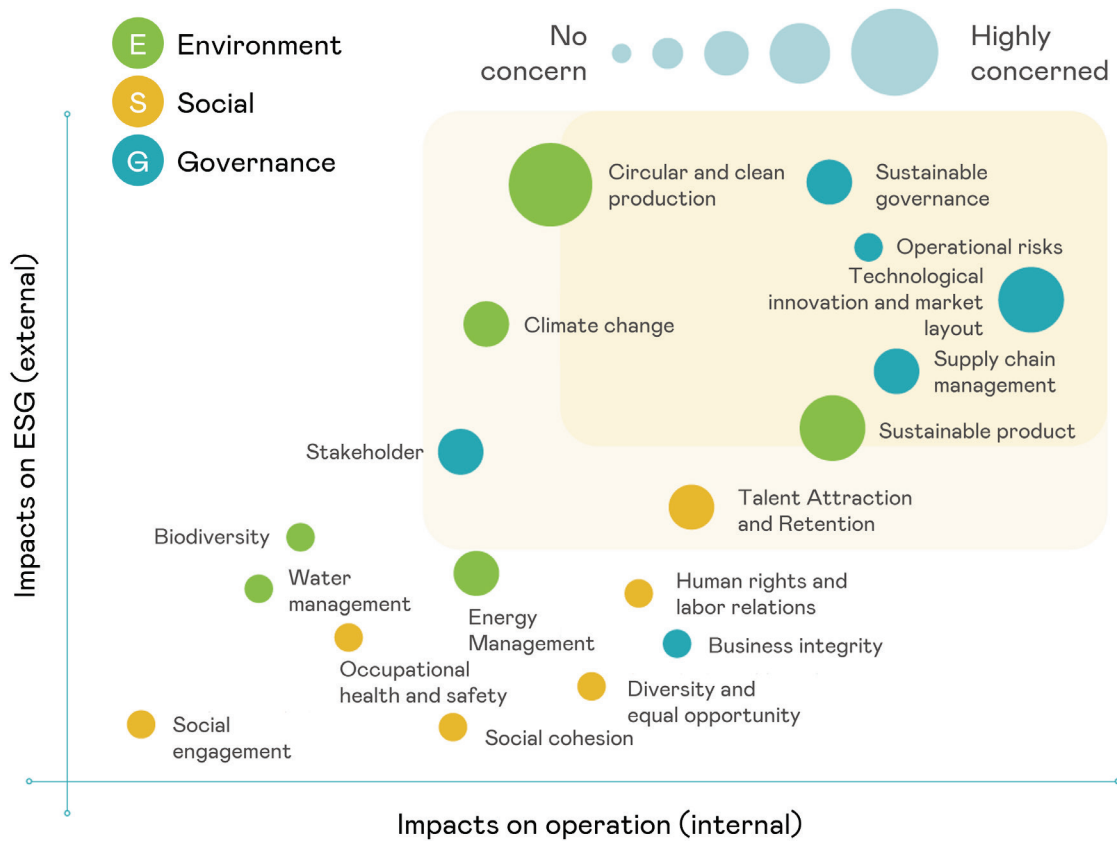 E Environment
S Social
G Governance
No
concern
Highly
concerned
Circular and clean
production
Sustainable
governance
Operational risks
Technological
innovation and market
layout
Climate change
Supply chain
management
Sustainable product
Stakeholder
Talent Attraction
and Retention
Biodiversity
Water
management
Energy
Management
Human rights and
labor relations
Business integrity
Occupational
health and safety
Diversity and
equal opportunity
Social
engagement
Social cohesion
Impacts on ESG (external)
Impacts on operation (internal)